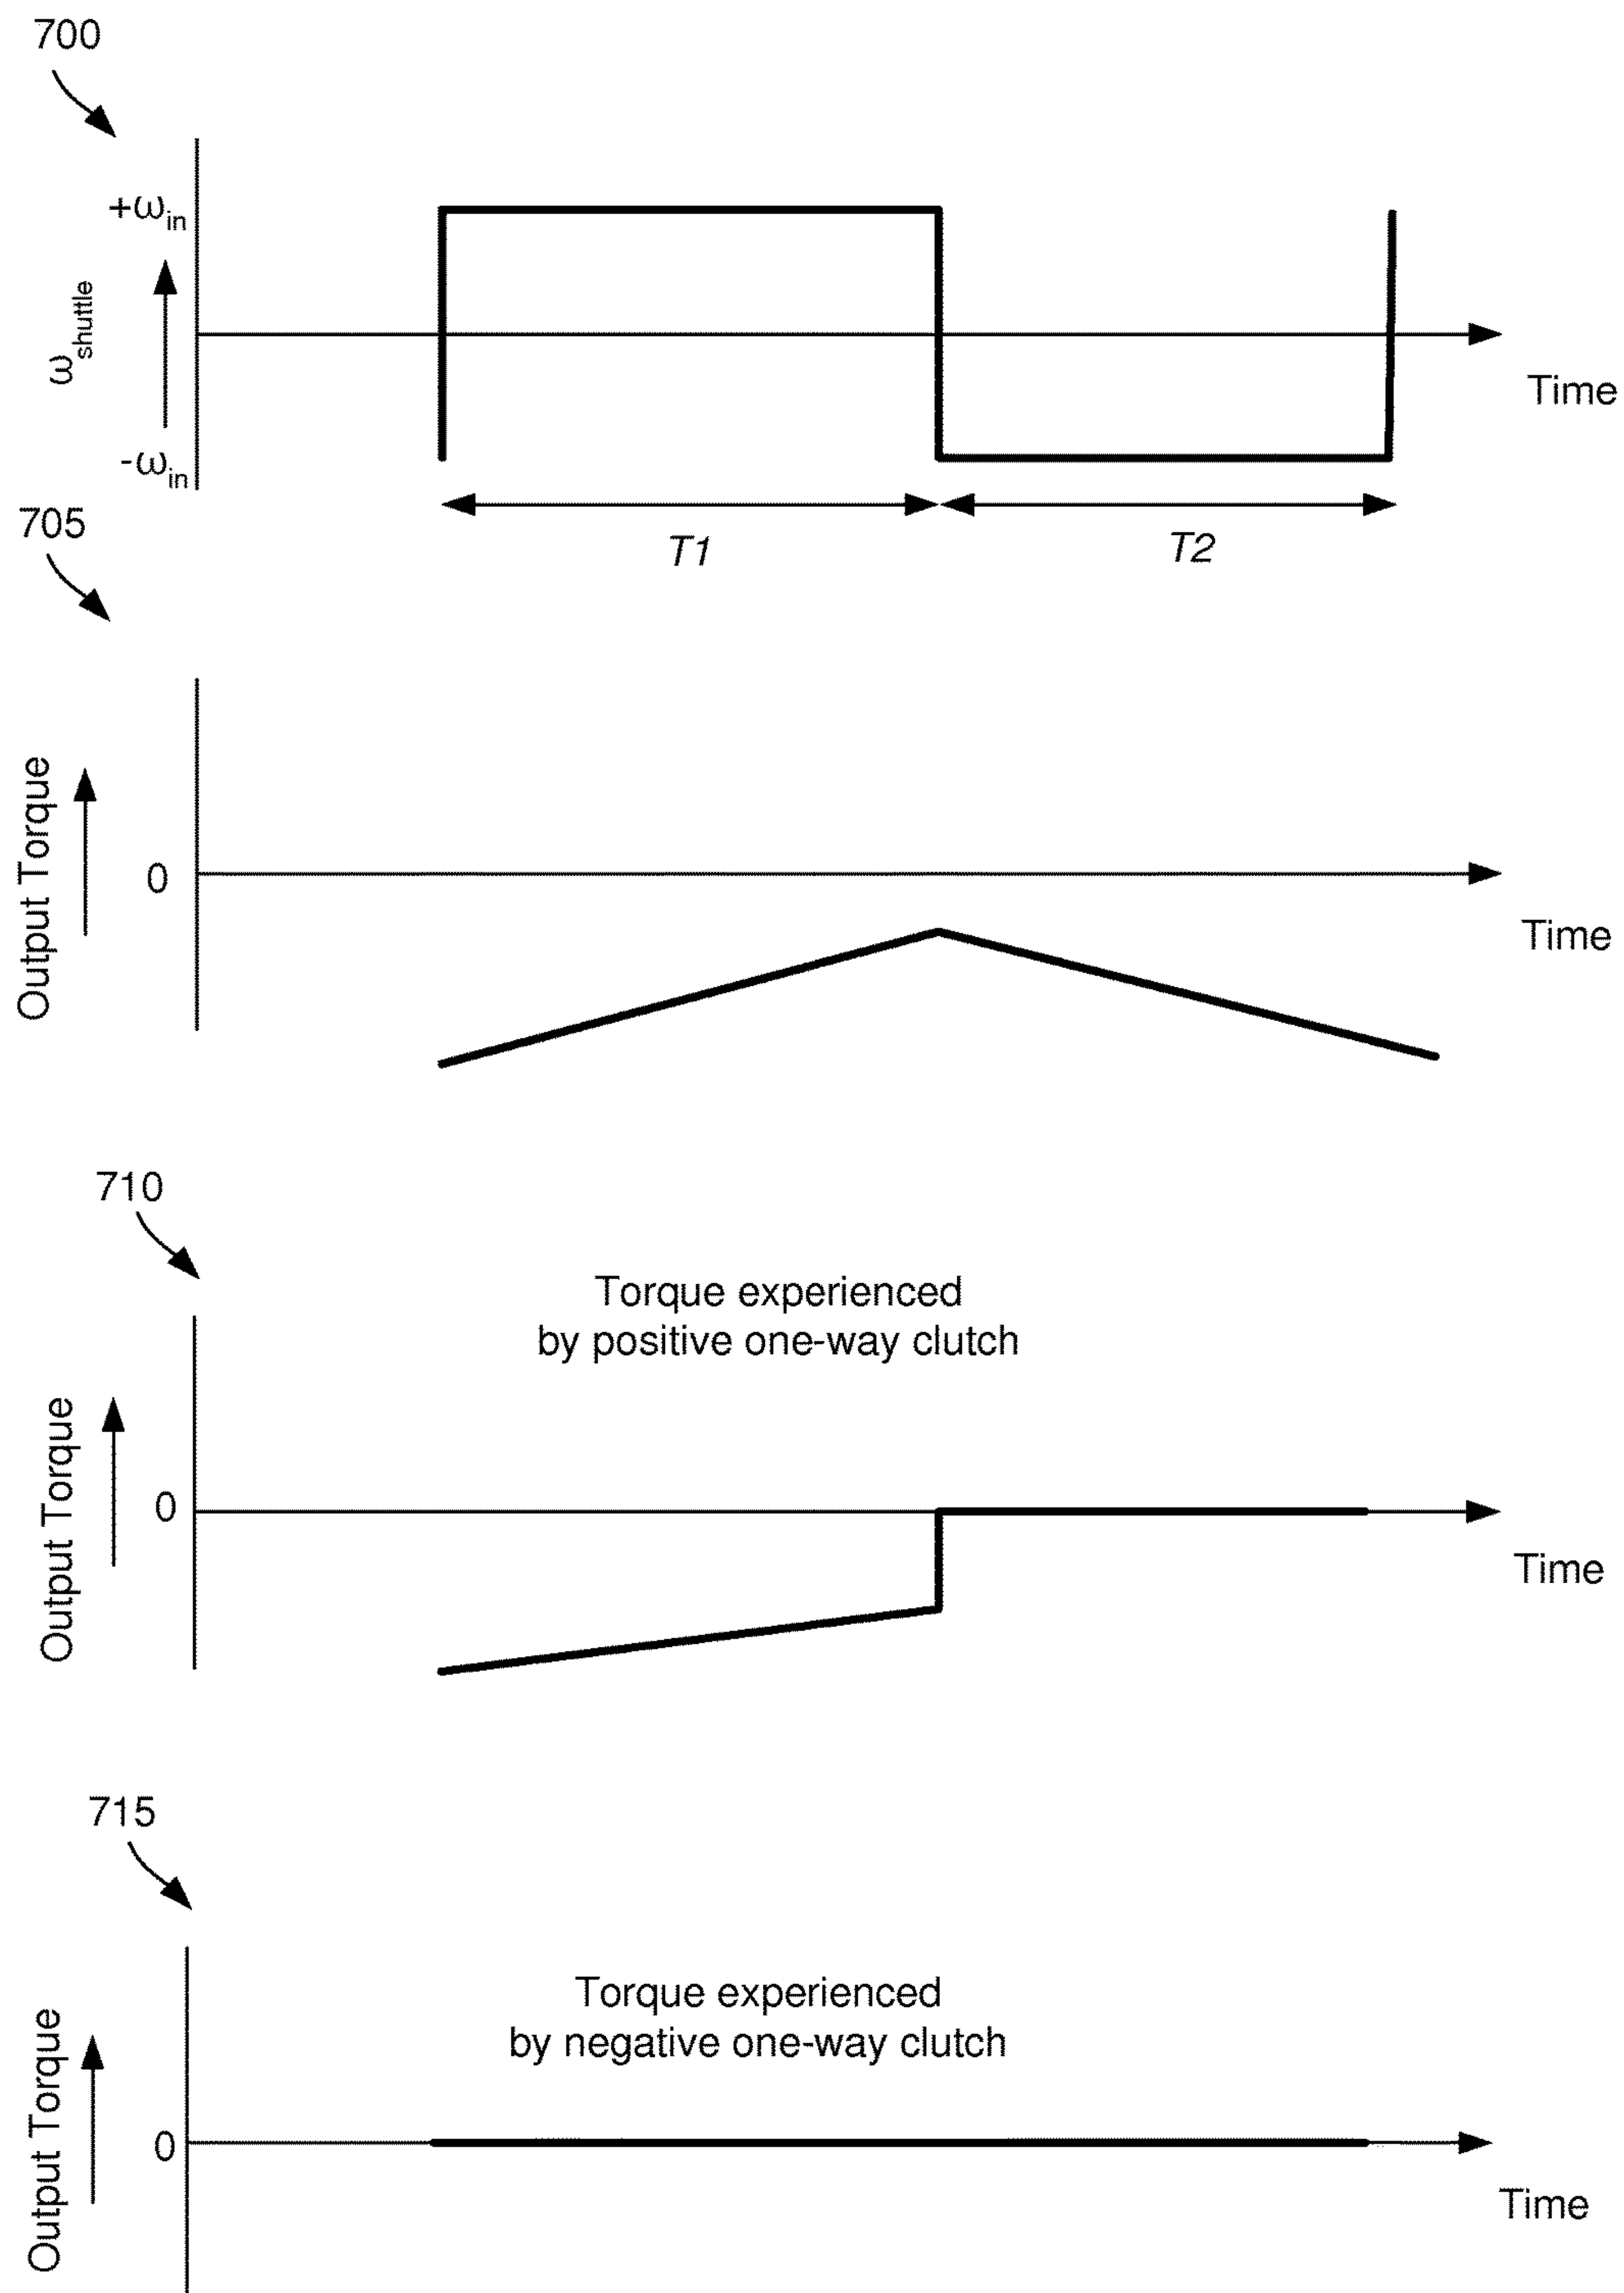 700
+ωin
ωshuttle
-ωin
Time
T1
T2
705
Output Torque
0
Time
710
Torque experienced
by positive one-way clutch
Output Torque
0
Time
715
Torque experienced
by negative one-way clutch
Output Torque
0
Time